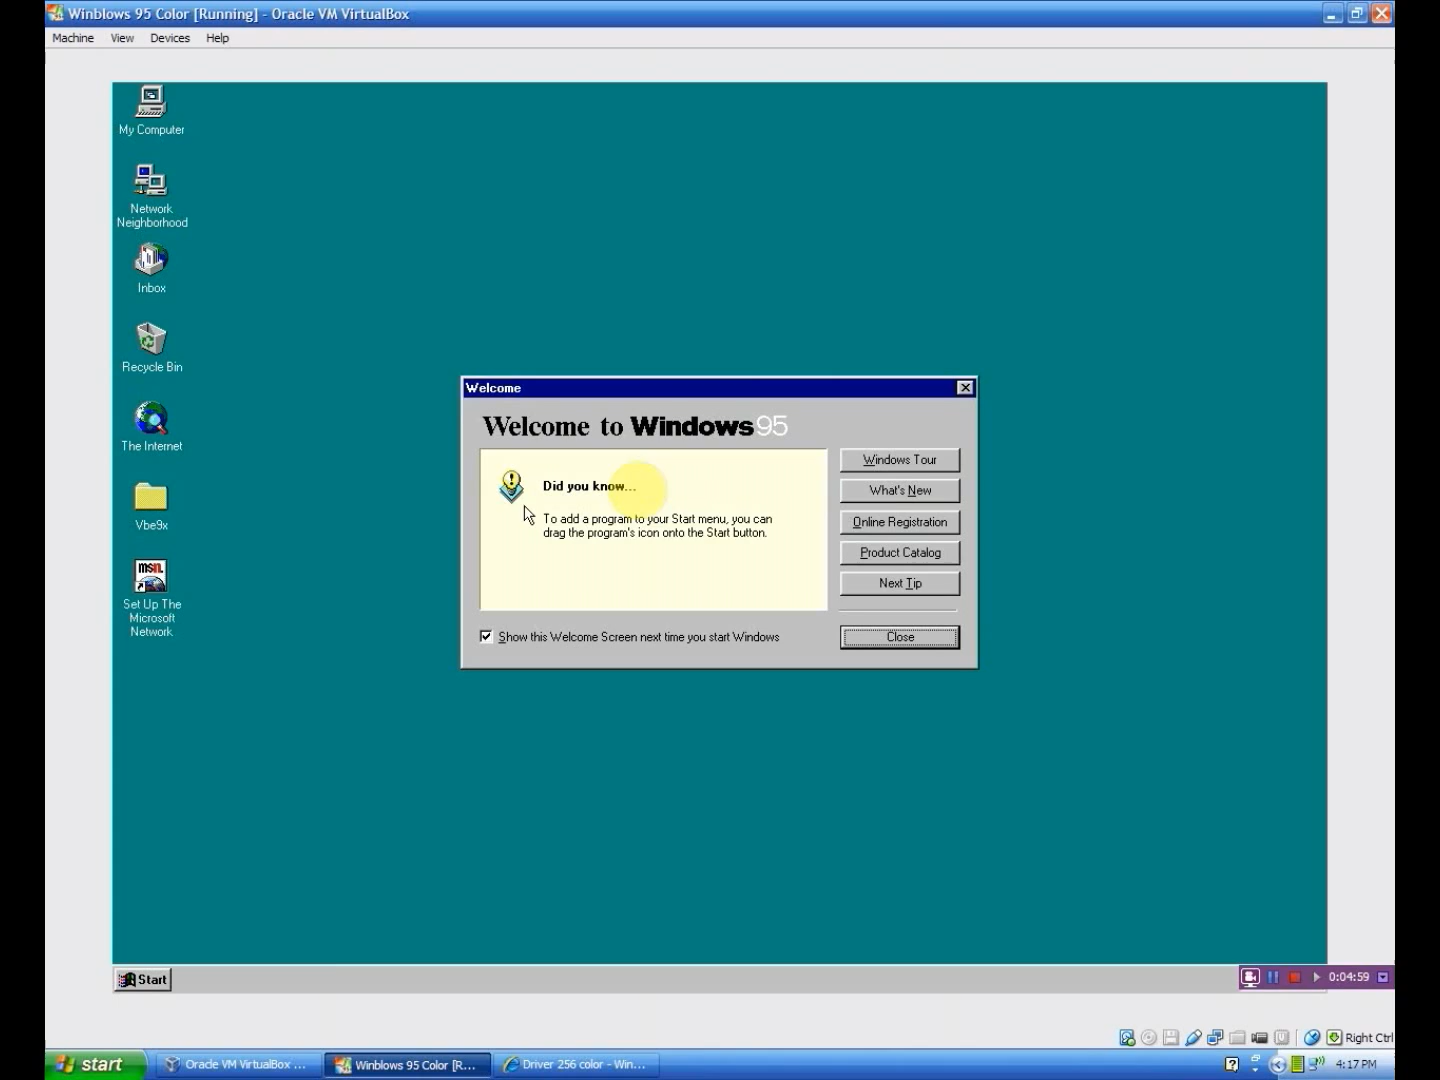 Winblows 95 Color [Running] - Oracle VM VirtualBox
Machine View Devices Help
My Computer
Network
Neighborhood
Inbox
Recycle Bin
The Internet
Vbe9x
msn.
Set Up The
Microsoft
Network
Welcome
Welcome to Windows95
Did you know...
To add a program to your Start menu, you can
drag the program's icon onto the Start button.
Windows Tour
What's New
Online Registration
Product Catalog
Next Tip
Show this Welcome Screen next time you start Windows
Close
Start
0:04:59
Right Ctrl
start
Oracle VM VirtualBox ...
Winblows 95 Color [R...
Driver 256 color - Win...
4:17 PM